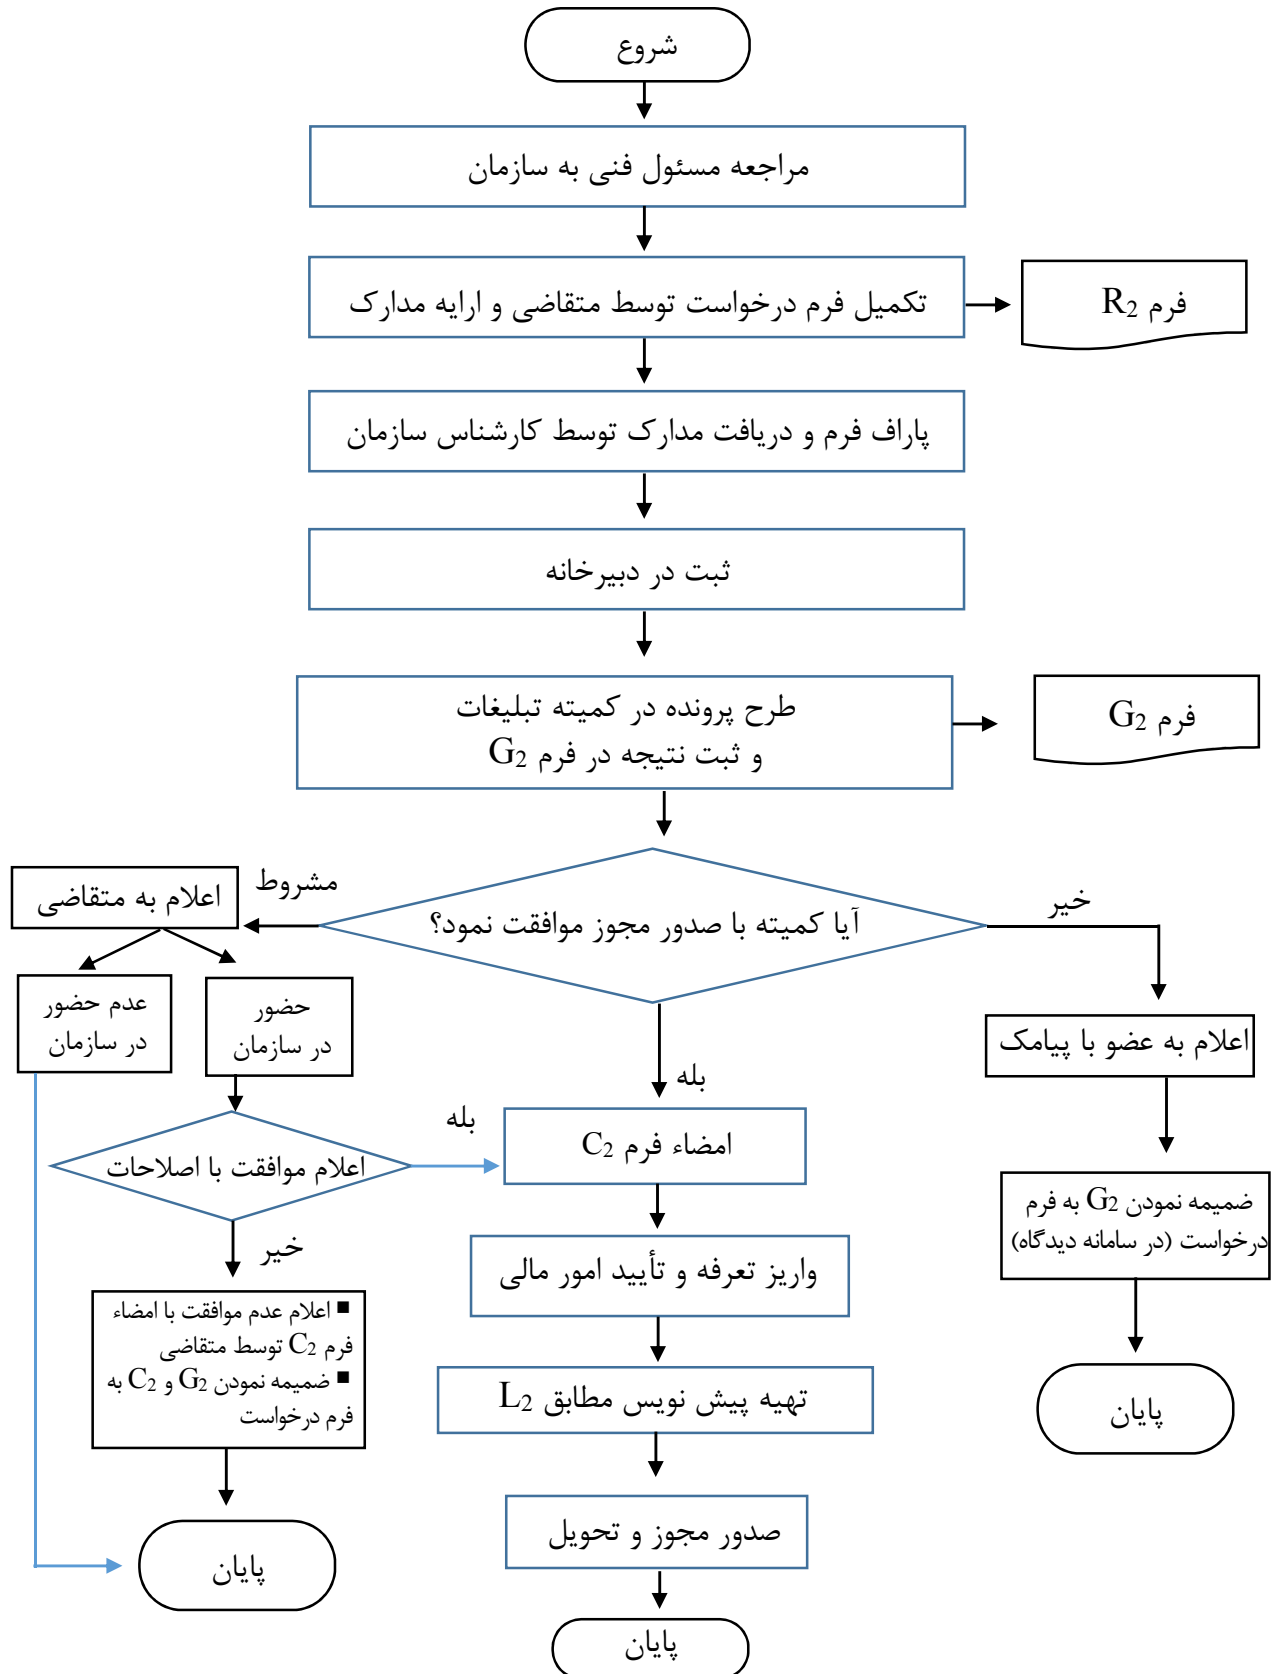 شروع
مراجعه مسئول فنی به سازمان
تکمیل فرم درخواست توسط متقاضی و ارایه مدارک
فرم R2
پاراف فرم و دریافت مدارک توسط کارشناس سازمان
ثبت در دبیرخانه
طرح پرونده در کمیته تبلیغات
و ثبت نتیجه در فرم G2
فرم G2
آیا کمیته با صدور مجوز موافقت نمود؟
خیر
مشروط
اعلام به متقاضی
عدم حضور
در سازمان
حضور
در سازمان
اعلام به عضو با پیامک
بله
بله
امضاء فرم C2
اعلام موافقت با اصلاحات
ضمیمه نمودن G2 به فرم
درخواست (در سامانه دیدگاه)
خیر
واریز تعرفه و تأیید امور مالی
▪ اعلام عدم موافقت با امضاء
فرم C2 توسط متقاضی
▪ ضمیمه نمودن G2 و C2 به
فرم درخواست
تهیه پیش نویس مطابق L2
پایان
صدور مجوز و تحویل
پایان
پایان